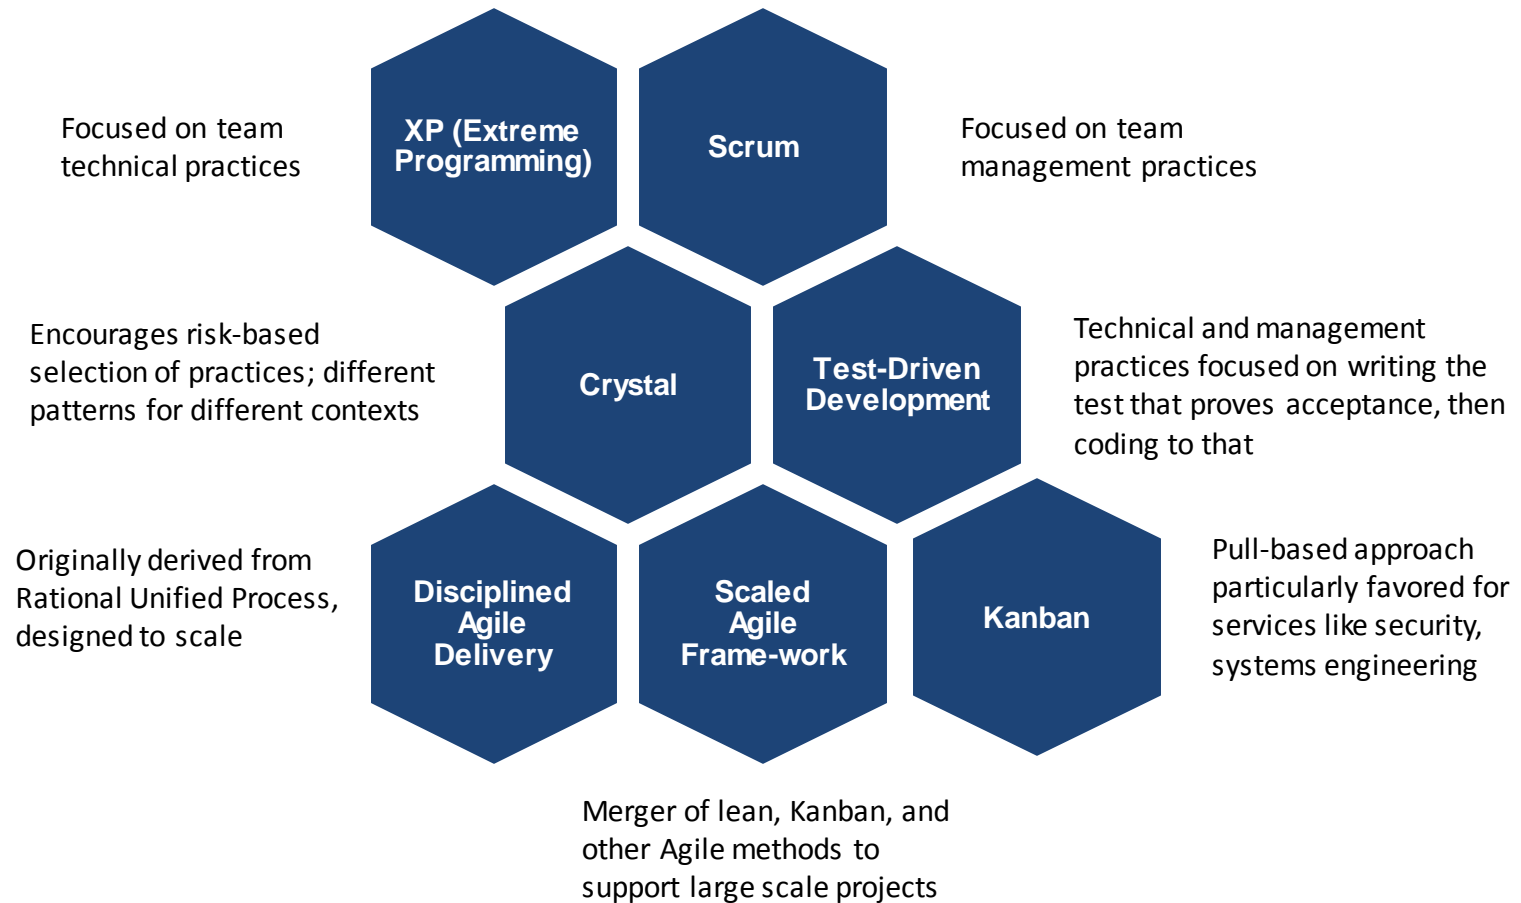 Focused on team
technical practices
XP (Extreme
Programming)
Scrum
Focused on team
management practices
Encourages risk-based
selection of practices; different
patterns for different contexts
Crystal
Test-Driven
Development
Technical and management
practices focused on writing the
test that proves acceptance, then
coding to that
Originally derived from
Rational Unified Process,
designed to scale
Disciplined
Agile
Delivery
Scaled
Agile
Frame-work
Kanban
Pull-based approach
particularly favored for
services like security,
systems engineering
Merger of lean, Kanban, and
other Agile methods to
support large scale projects